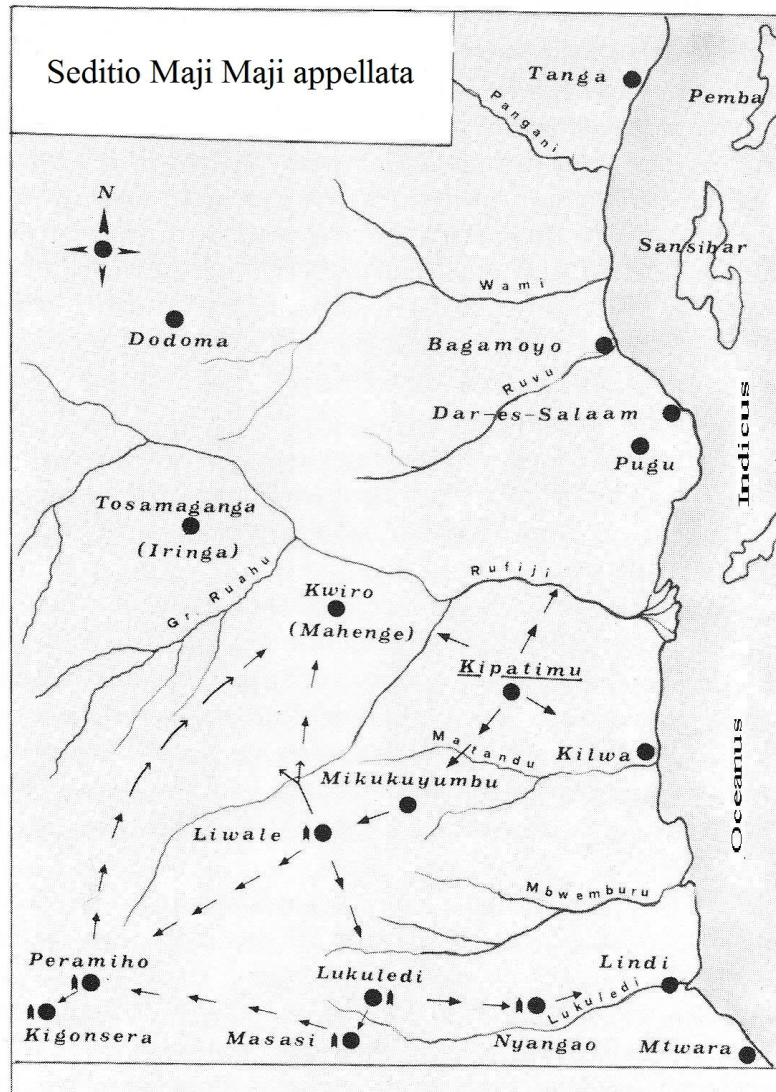 Seditio Maji Maji appellata
Tanga
Pemba
Pangani
N
Sansibar
Wami
Dodoma
Bagamoyo
Ruvu
Dar-es-Salaam
Pugu
Indicus
Tosamaganga
(Iringa)
Gr. Ruahu
Rufiji
Kwiro
(Mahenge)
Kipatimu
Matandu
Kilwa
Mikukuyumbu
Oceanus
Liwale
Mbwemburu
Peramiho
Lukuledi
Lindi
Lukuledi
Kigonsera
Masasi
Nyangao
Mtwara